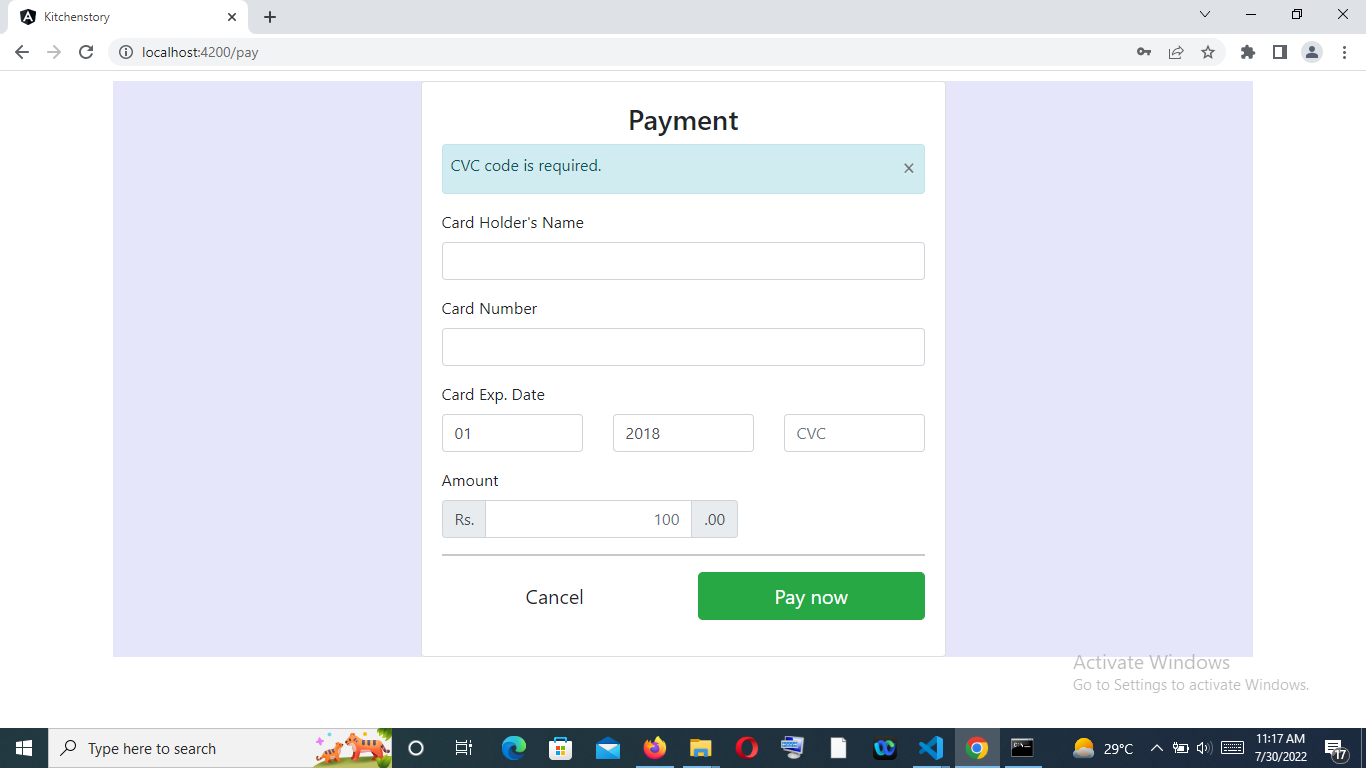 Kitchenstory
localhost:4200/pay
Payment
CVC code is required.
×
Card Holder's Name
Card Number
Card Exp. Date
01 2018 CVC
Amount
Rs. 100 .00
Cancel Pay now
Activate Windows
Go to Settings to activate Windows.
Type here to search
29°C
11:17 AM
7/30/2022
17